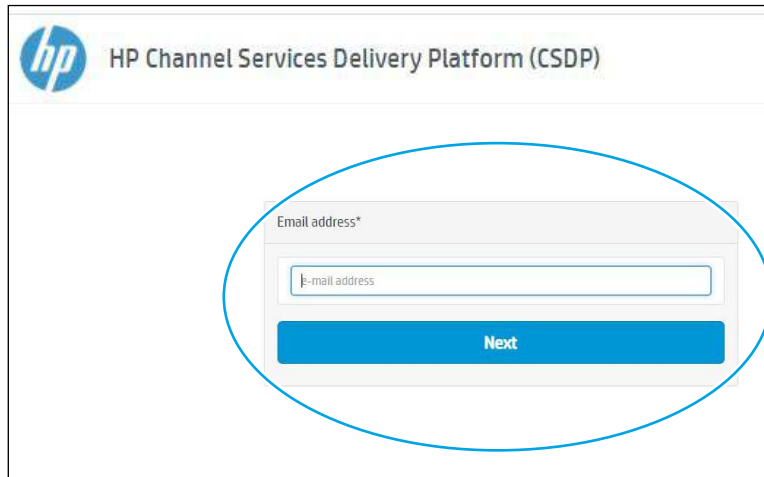 hp
HP Channel Services Delivery Platform (CSDP)
Email address*
e-mail address
Next